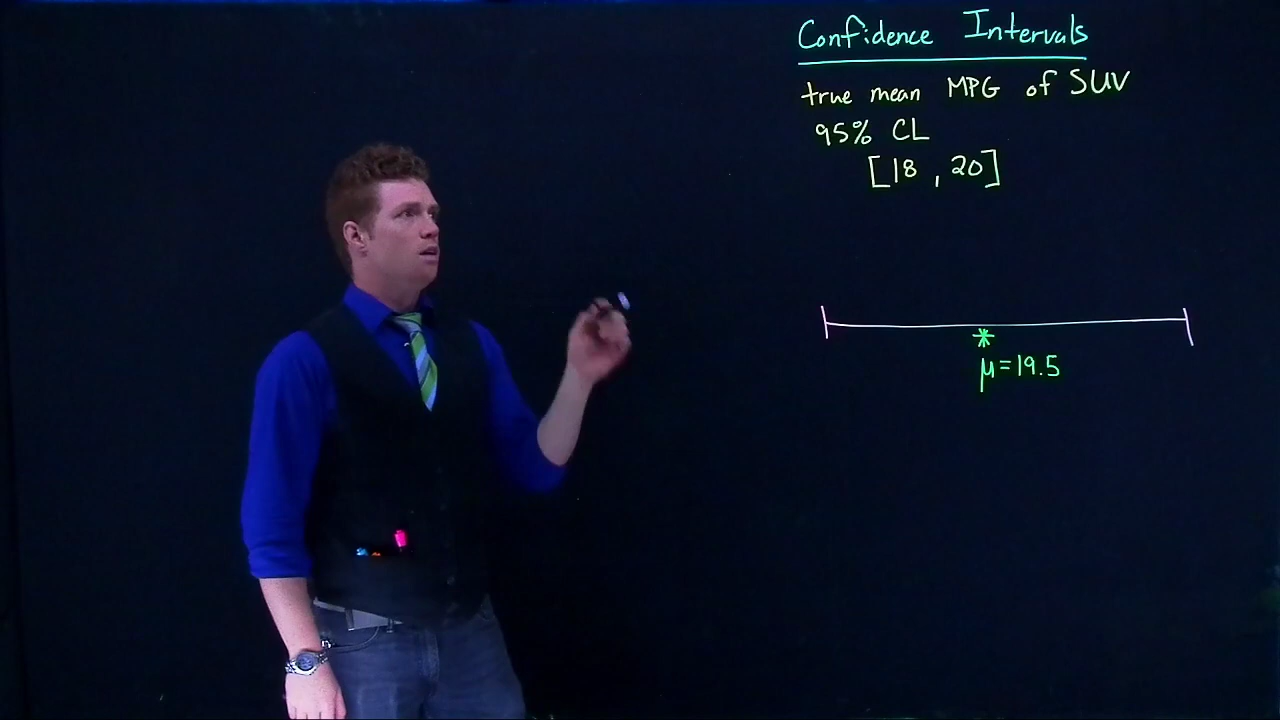 Confidence Intervals
true mean MPG of SUV
95% CL
[18 , 20]
μ=19.5